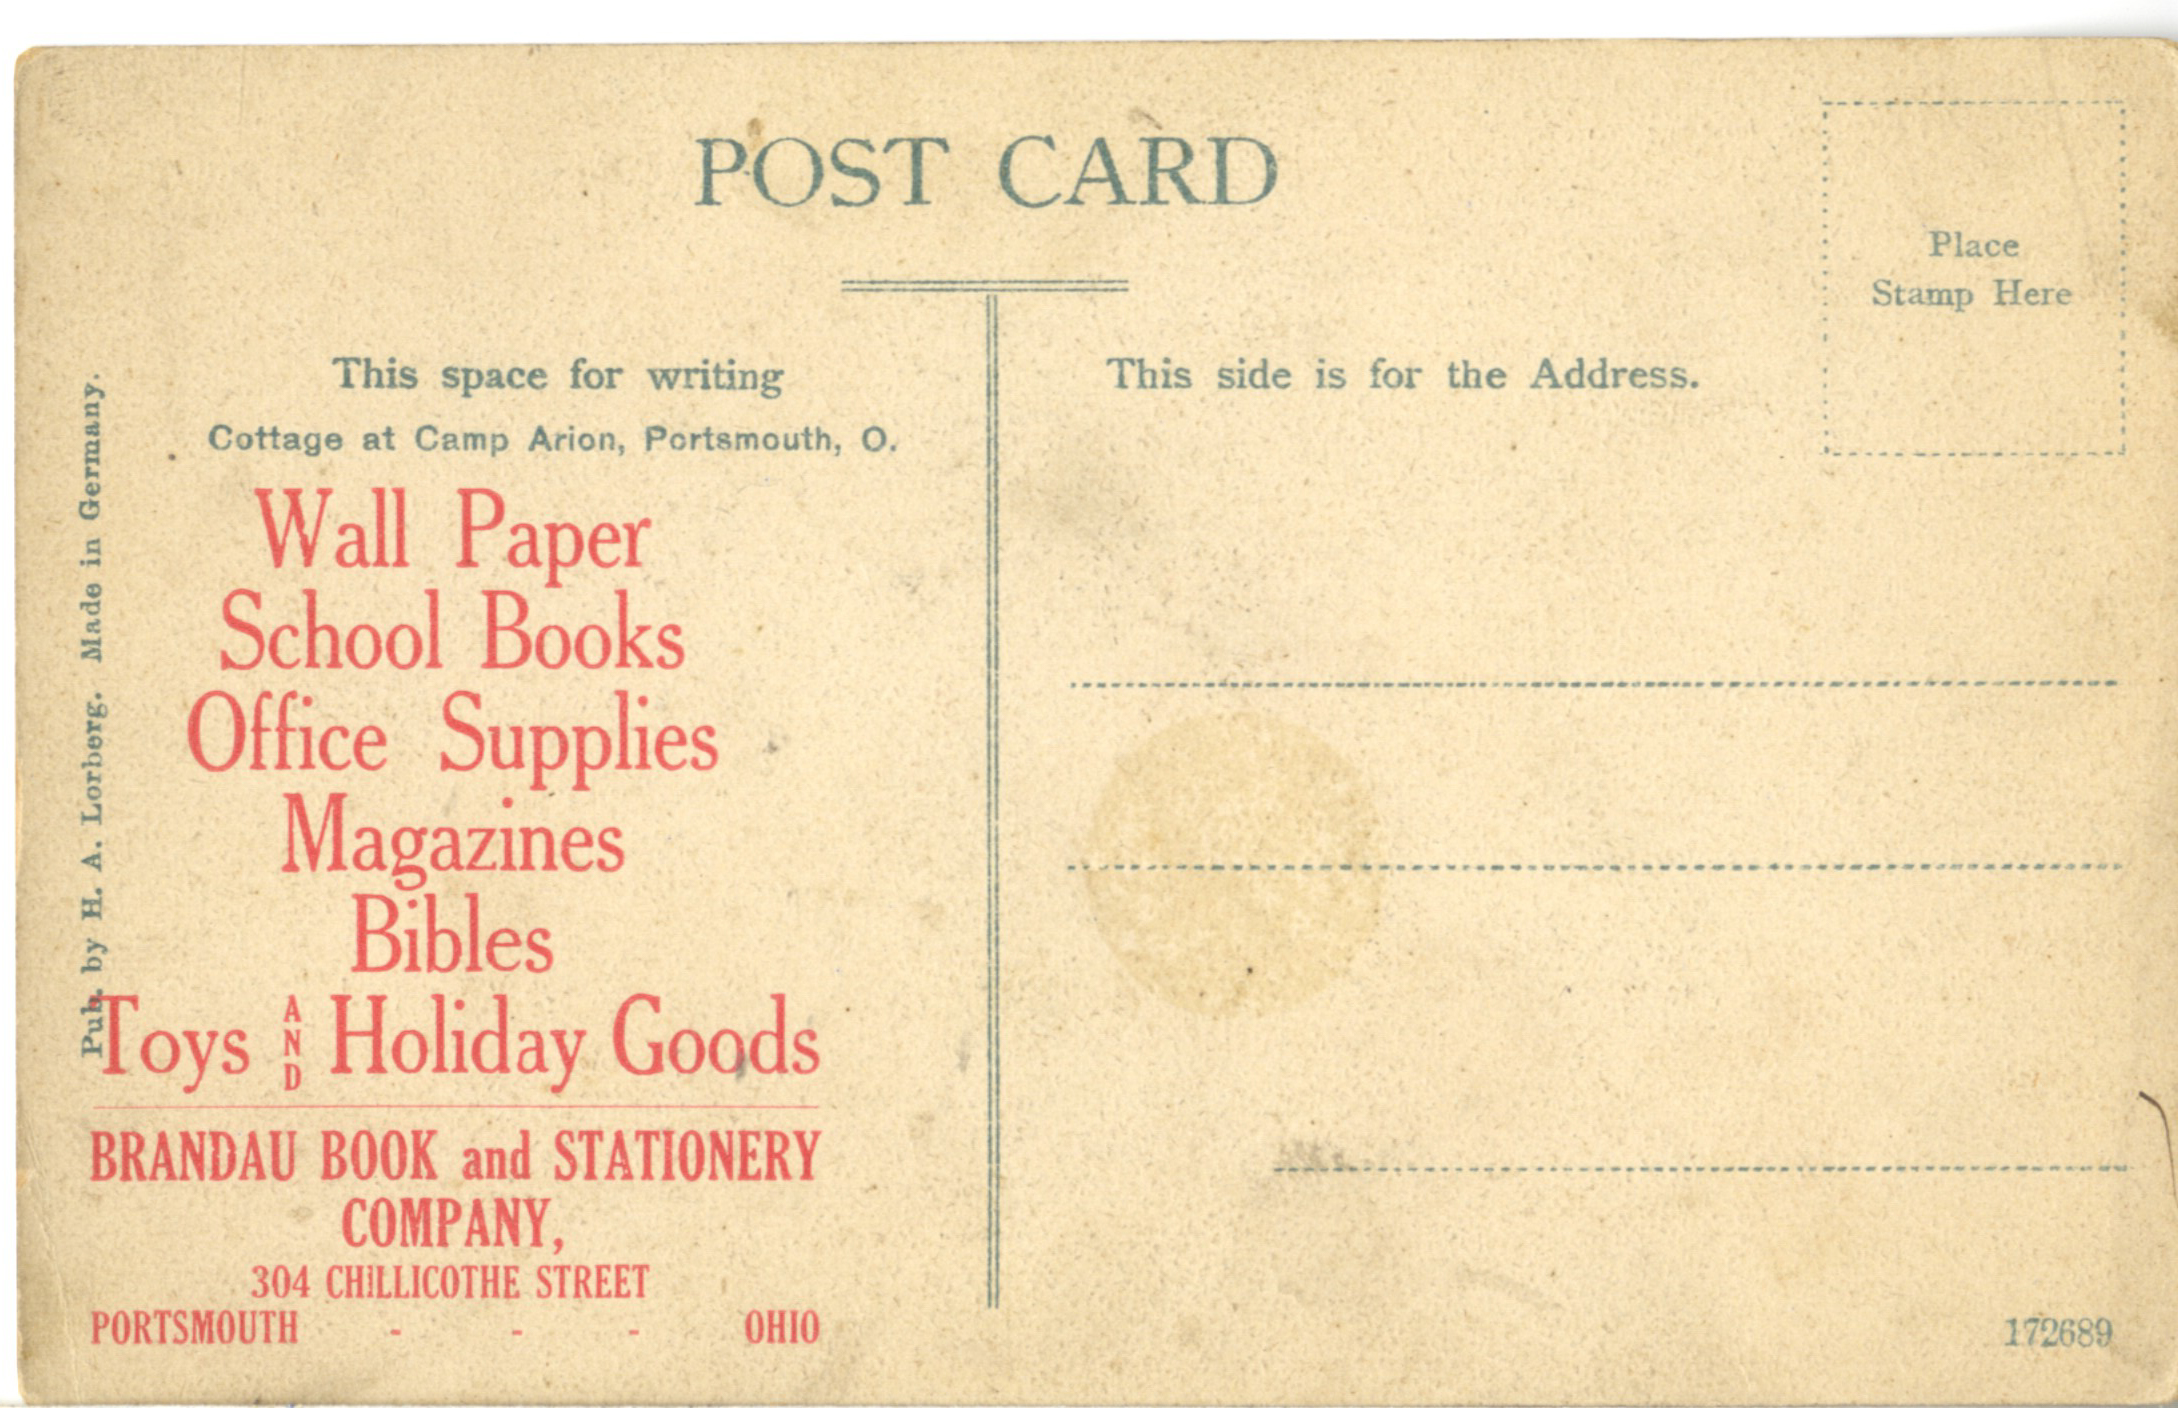 POST CARD
Place
Stamp Here
This space for writing
This side is for the Address.
Cottage at Camp Arion, Portsmouth, O.
Pub. by H. A. Lorberg. Made in Germany.
Wall Paper
School Books
Office Supplies
Magazines
Bibles
Toys AND Holiday Goods
BRANDAU BOOK and STATIONERY
COMPANY,
304 CHILLICOTHE STREET
PORTSMOUTH - - - OHIO
172689